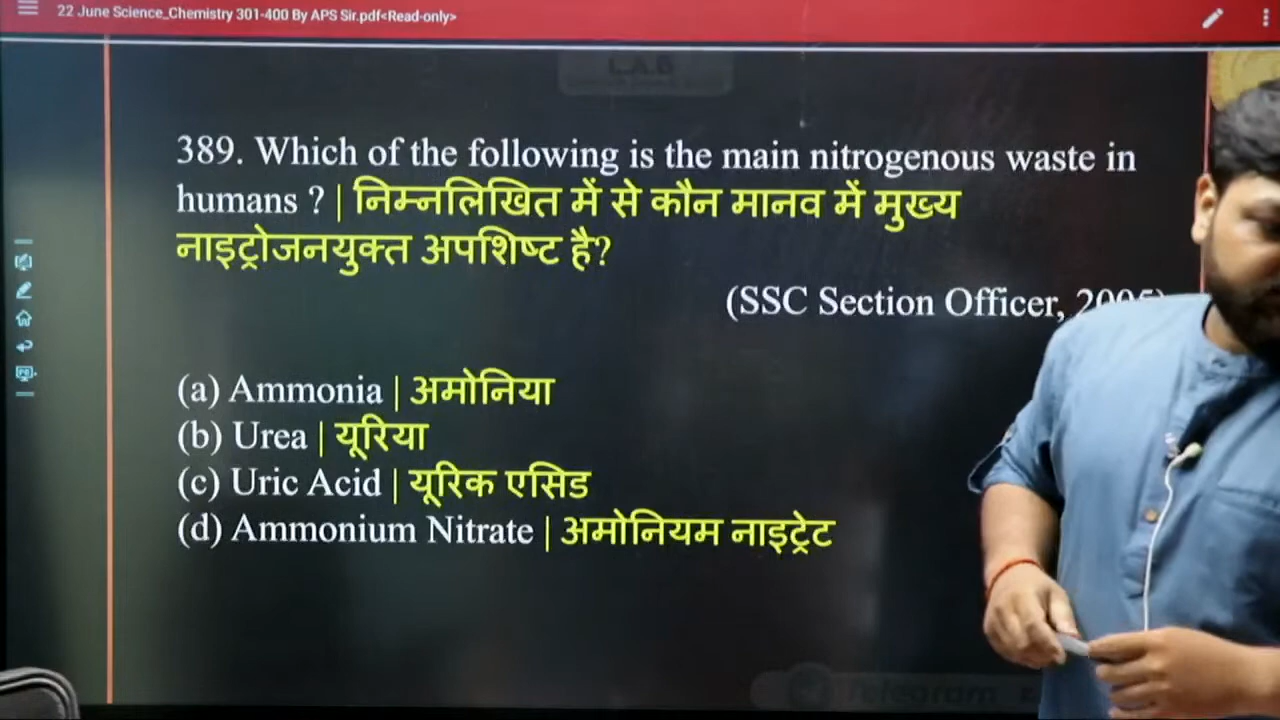 22 June Science_Chemistry 301-400 By APS Sir.pdf<Read-only>
L.A.B
389. Which of the following is the main nitrogenous waste in
humans ? | निम्नलिखित में से कौन मानव में मुख्य
नाइट्रोजनयुक्त अपशिष्ट है?
(SSC Section Officer, 2005)
(a) Ammonia | अमोनिया
(b) Urea | यूरिया
(c) Uric Acid | यूरिक एसिड
(d) Ammonium Nitrate | अमोनियम नाइट्रेट
Telegram